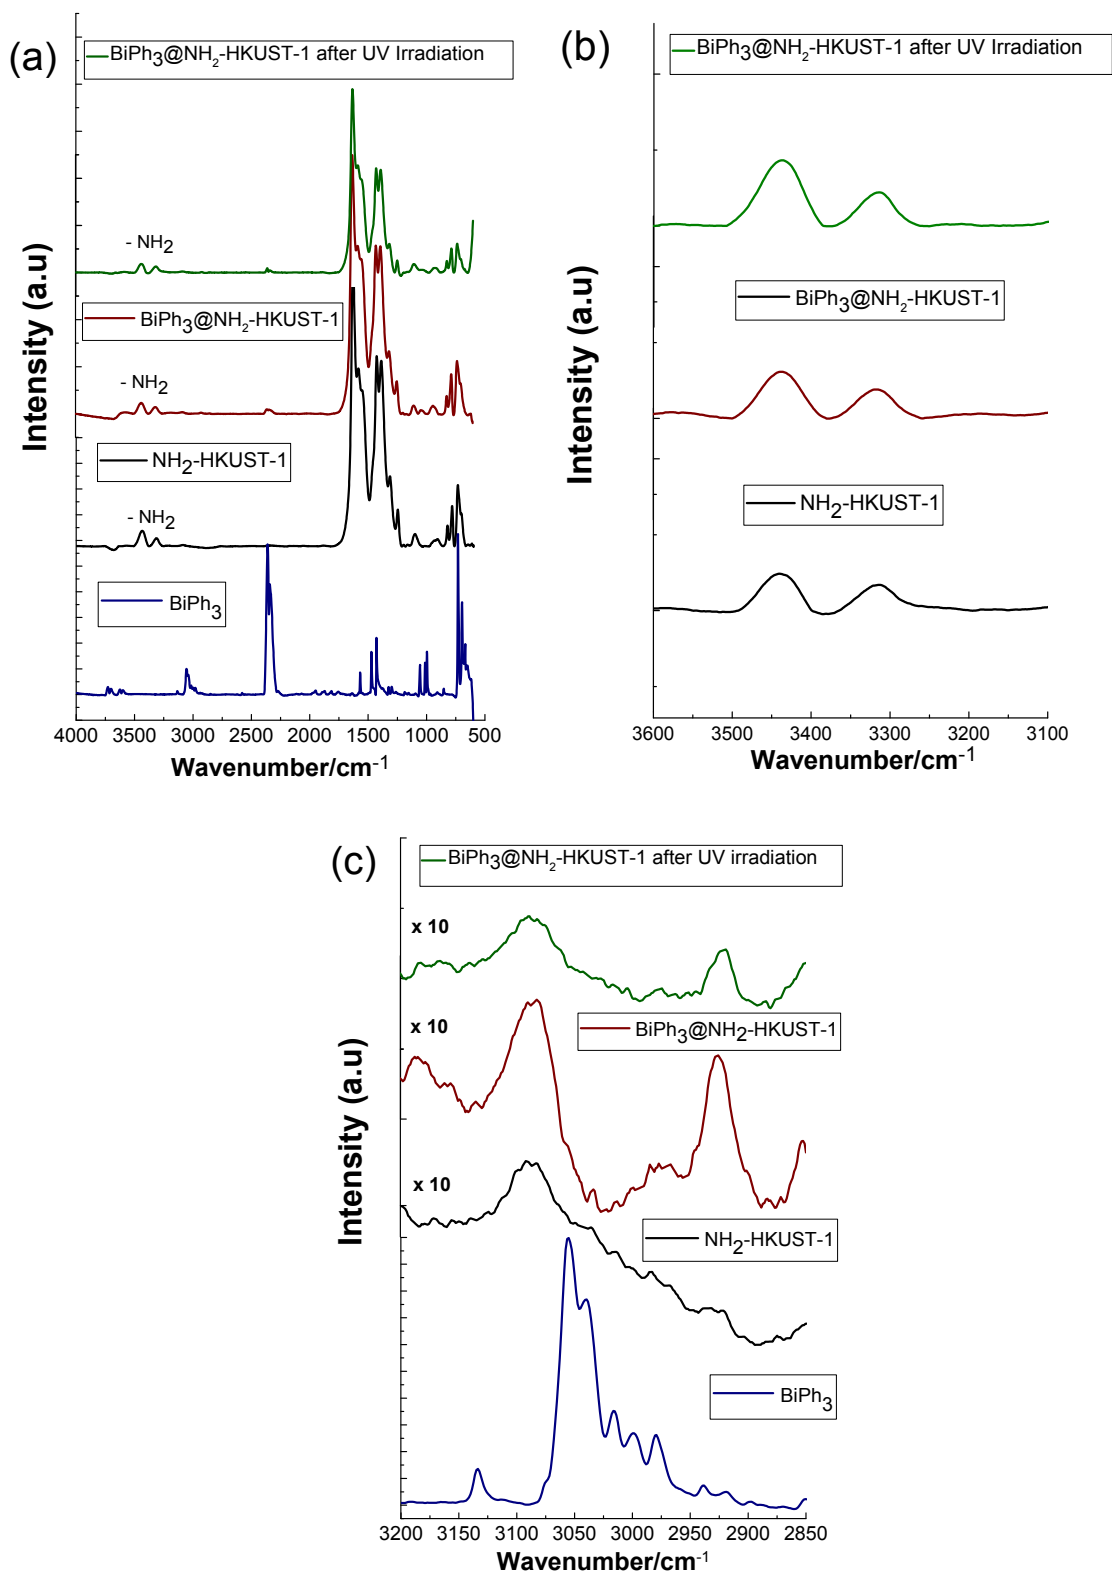 (a)
BiPh3@NH2-HKUST-1 after UV Irradiation
- NH2
BiPh3@NH2-HKUST-1
- NH2
NH2-HKUST-1
- NH2
BiPh3
Intensity (a.u)
4000 3500 3000 2500 2000 1500 1000 500
Wavenumber/cm-1
(b)
BiPh3@NH2-HKUST-1 after UV Irradiation
BiPh3@NH2-HKUST-1
NH2-HKUST-1
Intensity (a.u)
3600 3500 3400 3300 3200 3100
Wavenumber/cm-1
(c)
BiPh3@NH2-HKUST-1 after UV irradiation
x 10
BiPh3@NH2-HKUST-1
x 10
x 10
NH2-HKUST-1
BiPh3
Intensity (a.u)
3200 3150 3100 3050 3000 2950 2900 2850
Wavenumber/cm-1